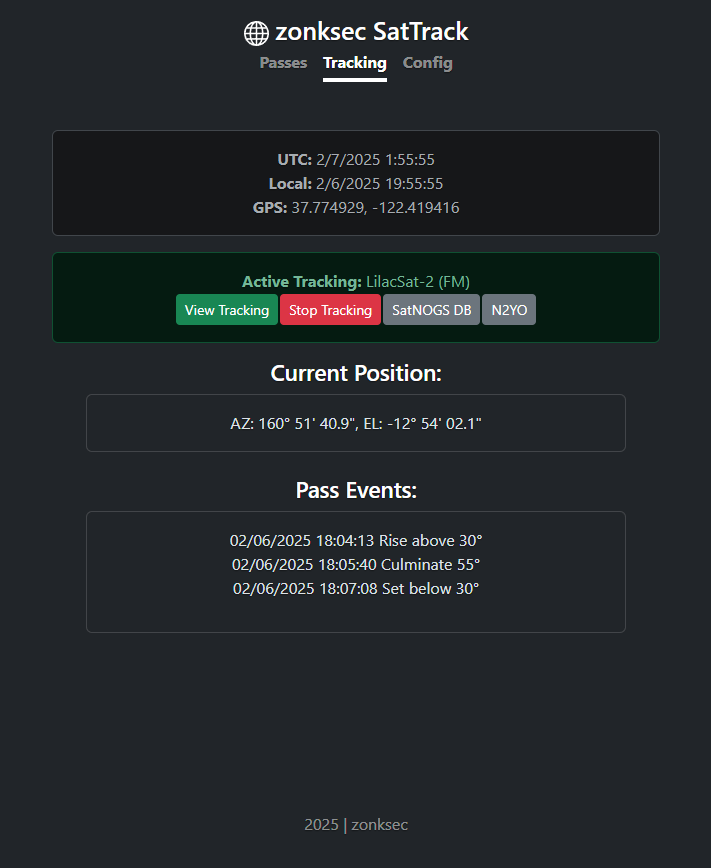 zonksec SatTrack
Passes Tracking Config
UTC: 2/7/2025 1:55:55
Local: 2/6/2025 19:55:55
GPS: 37.774929, -122.419416
Active Tracking: LilacSat-2 (FM)
View Tracking Stop Tracking SatNOGS DB N2YO
Current Position:
AZ: 160° 51' 40.9", EL: -12° 54' 02.1"
Pass Events:
02/06/2025 18:04:13 Rise above 30°
02/06/2025 18:05:40 Culminate 55°
02/06/2025 18:07:08 Set below 30°
2025 | zonksec